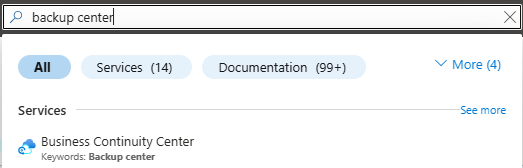 backup center
All
Services (14)
Documentation (99+)
More (4)
Services
See more
Business Continuity Center
Keywords: Backup center